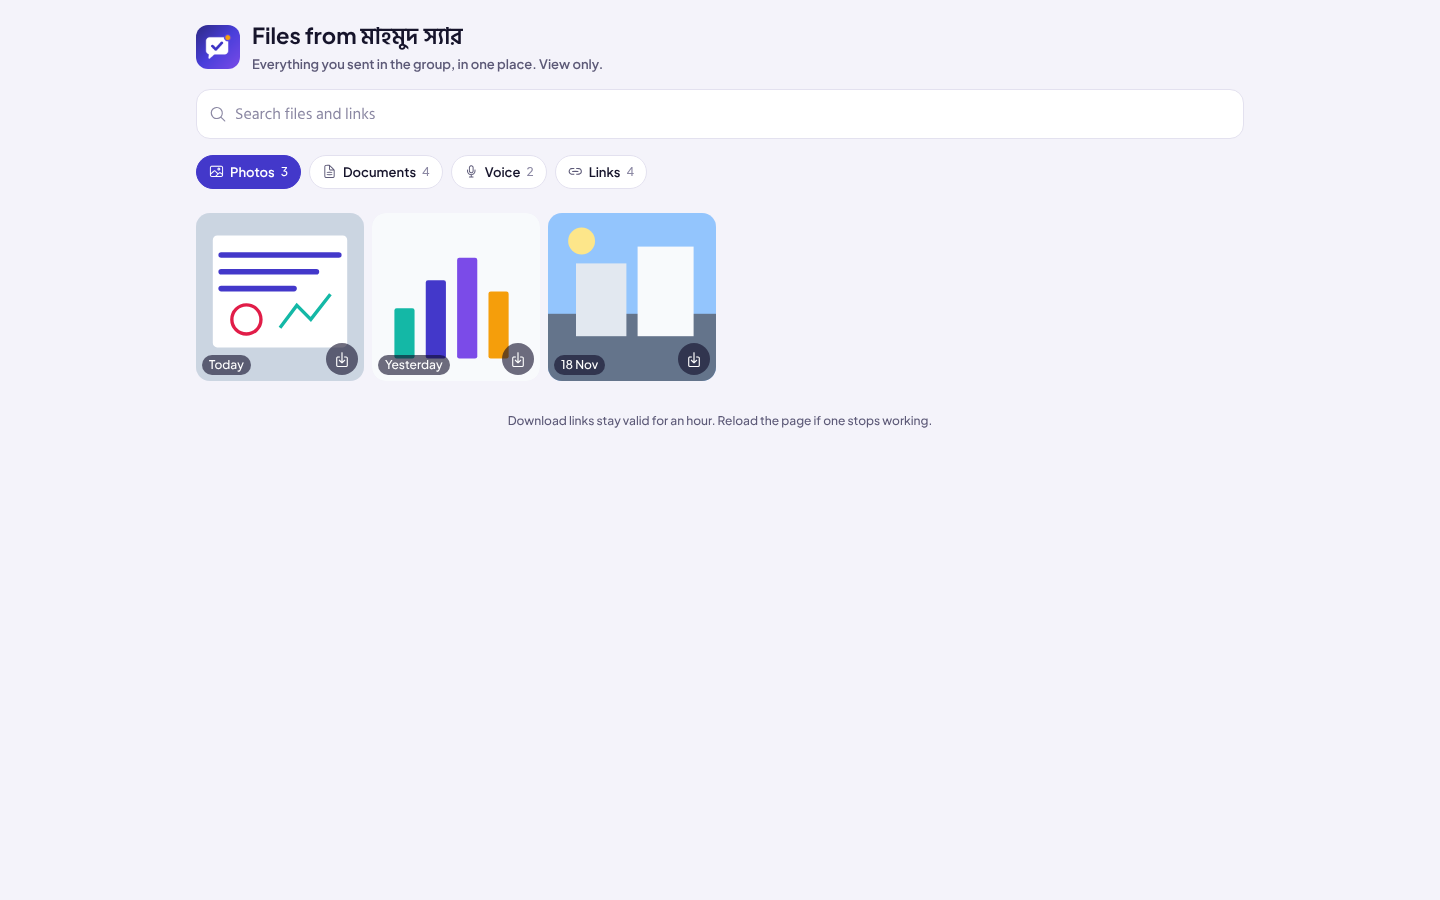 Files from মাহমুদ স্যার
Everything you sent in the group, in one place. View only.
Search files and links
Photos 3
Documents 4
Voice 2
Links 4
Today
Yesterday
18 Nov
Download links stay valid for an hour. Reload the page if one stops working.